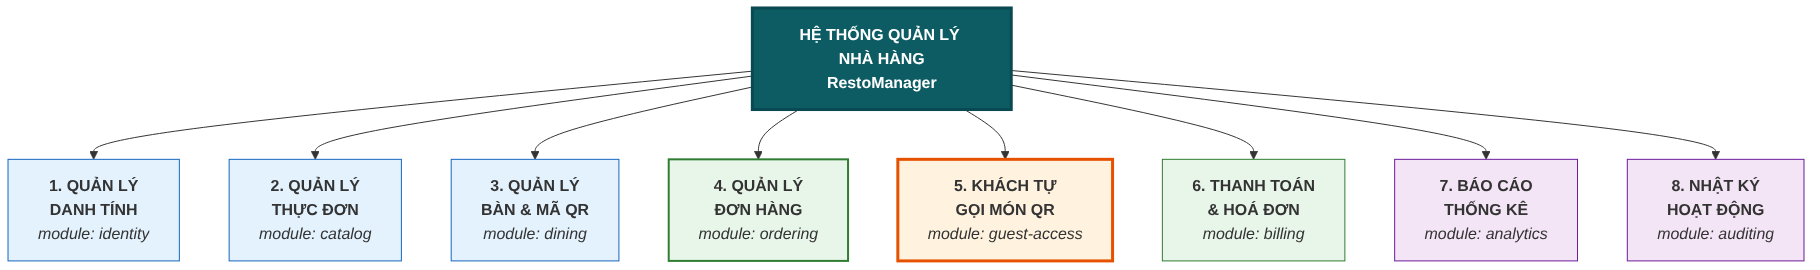 HỆ THỐNG QUẢN LÝ
NHÀ HÀNG
RestoManager
1. QUẢN LÝ
DANH TÍNH
module: identity
2. QUẢN LÝ
THỰC ĐƠN
module: catalog
3. QUẢN LÝ
BÀN & MÃ QR
module: dining
4. QUẢN LÝ
ĐƠN HÀNG
module: ordering
5. KHÁCH TỰ
GỌI MÓN QR
module: guest-access
6. THANH TOÁN
& HOÁ ĐƠN
module: billing
7. BÁO CÁO
THỐNG KÊ
module: analytics
8. NHẬT KÝ
HOẠT ĐỘNG
module: auditing